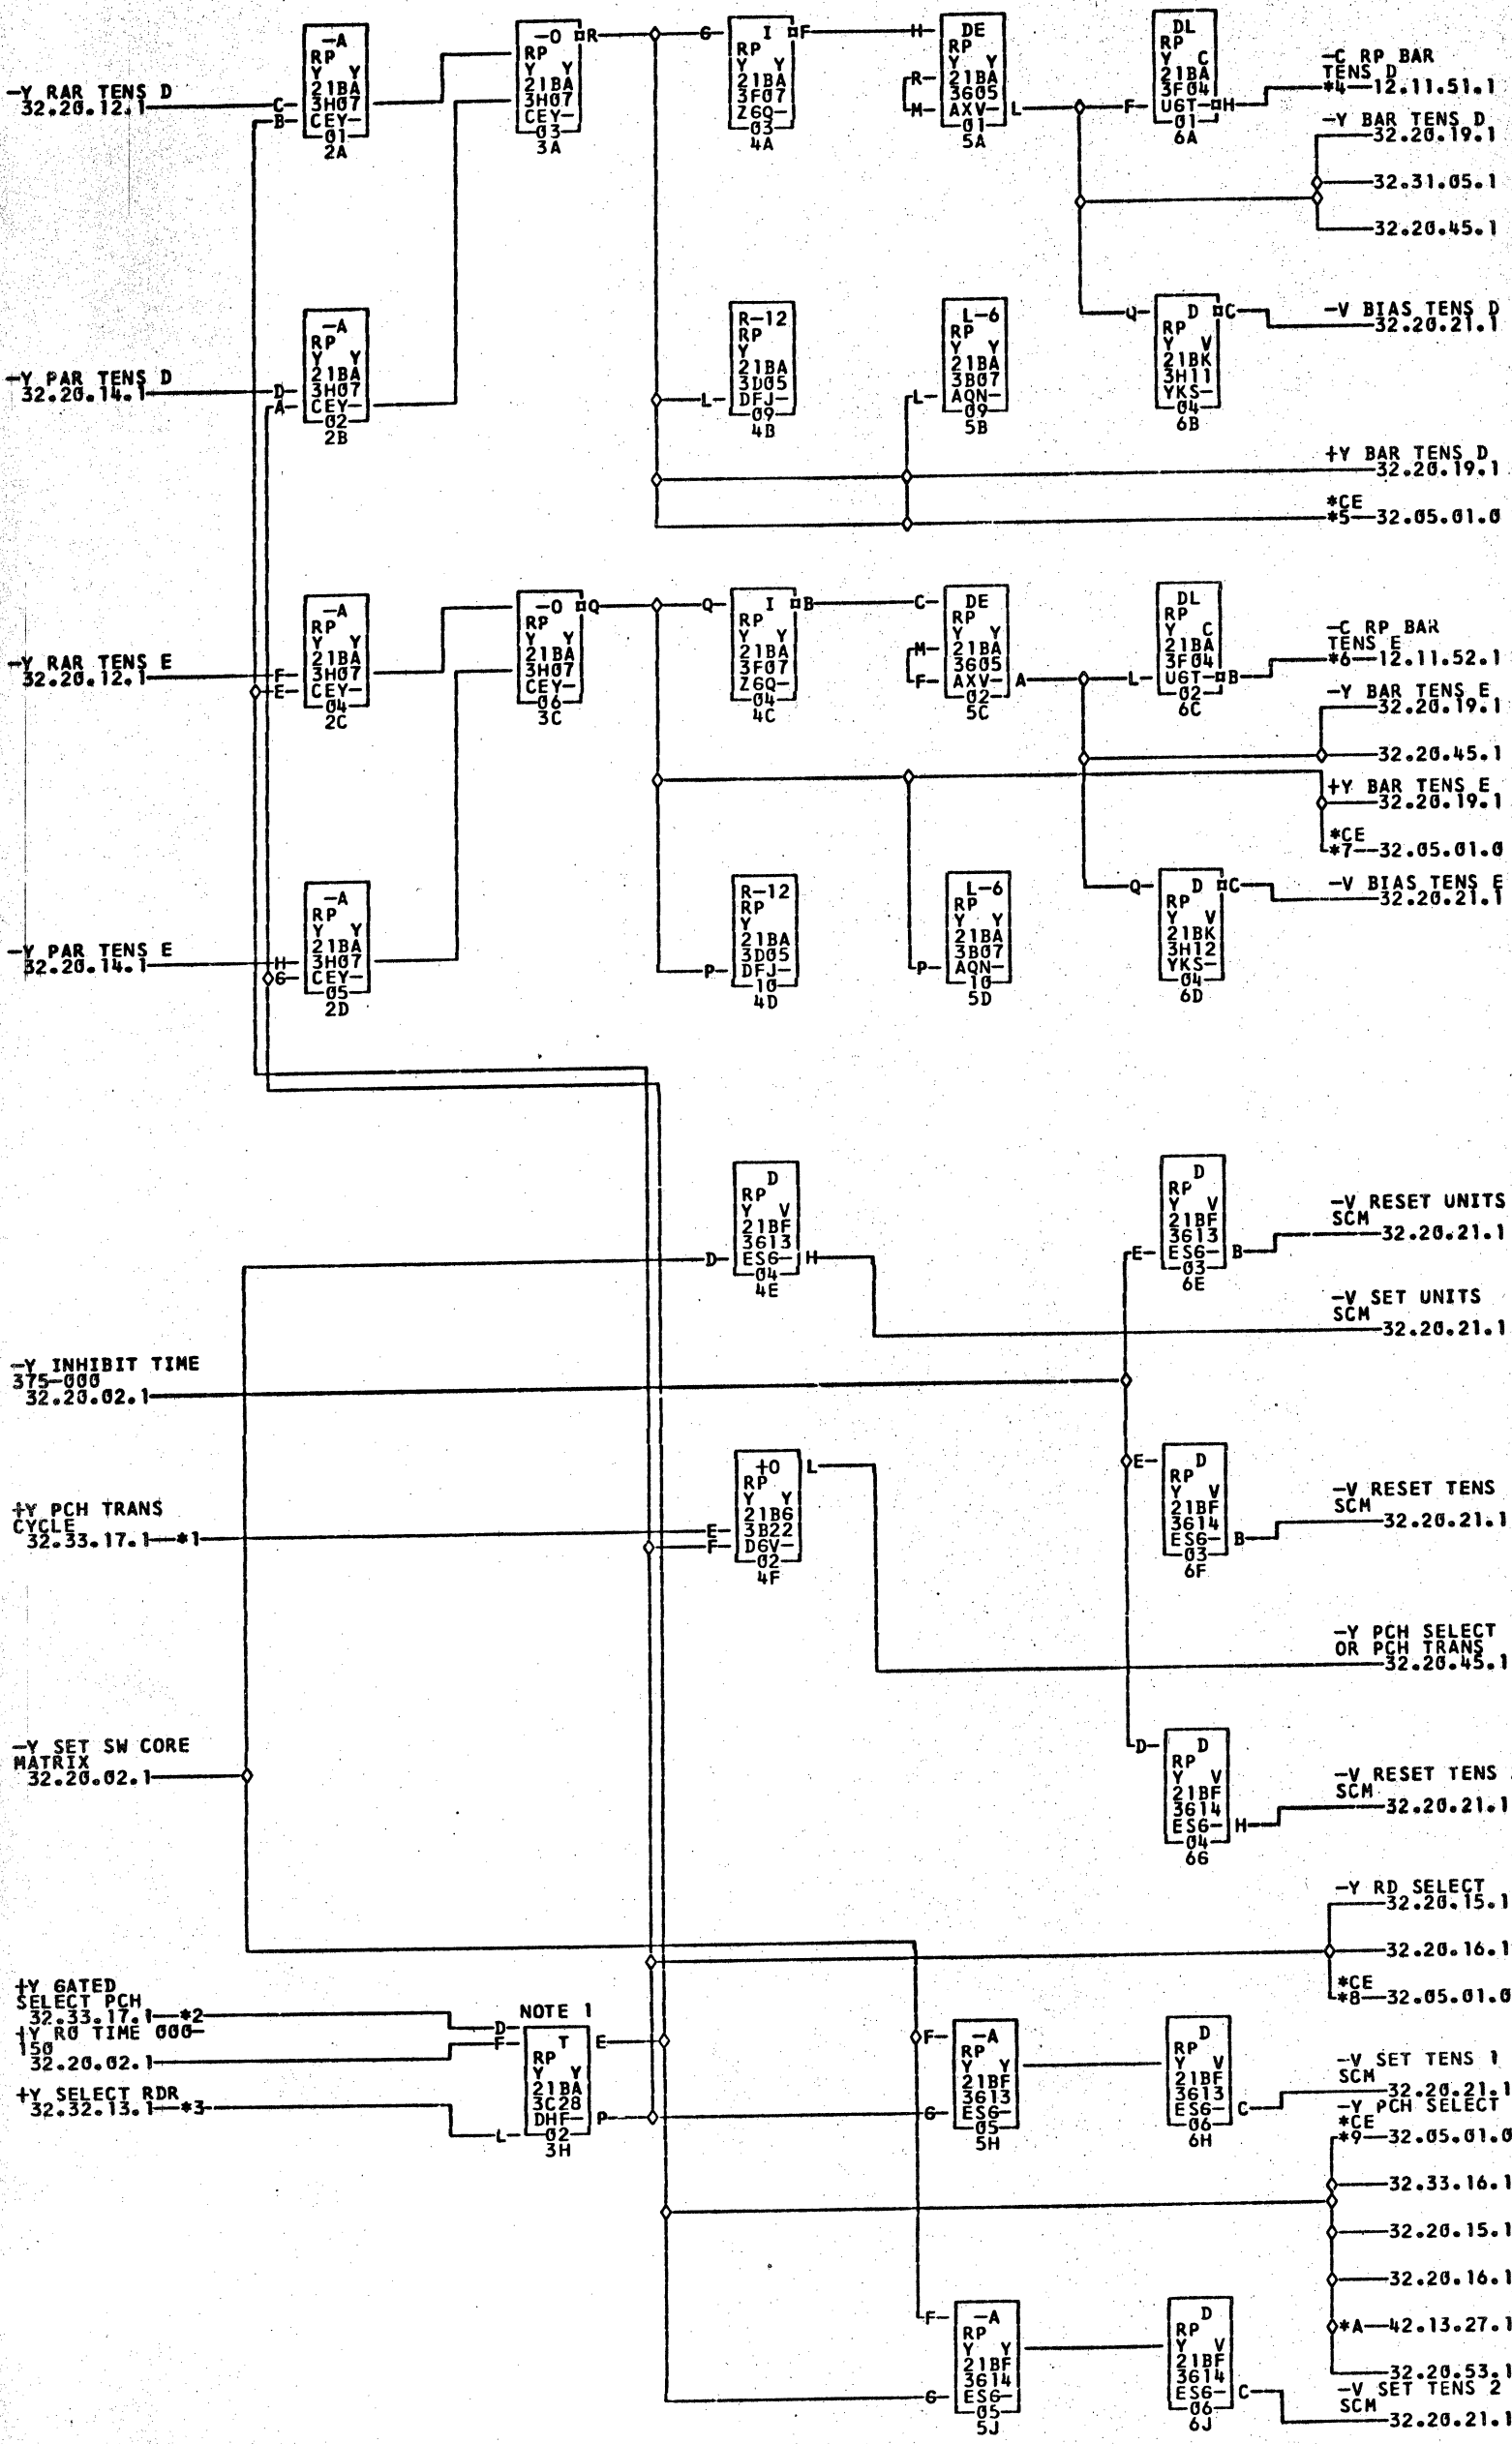 -Y RAR TENS D
32.20.12.1
C
B
-A
RP
Y Y
21BA
3H07
CEY-
01
2A
-O R
RP
Y Y
21BA
3H07
CEY-
03
3A
G
I F
RP
Y Y
21BA
3F07
ZGQ-
03
4A
H
R
M
DE
RP
Y Y
21BA
3G05
AXV- L
01
5A
F
DL
RP
Y C
21BA
3F04
UGT- H
01
6A
-C RP BAR
TENS D
*4—12.11.51.1
-Y BAR TENS D
32.20.19.1
32.31.05.1
32.20.45.1
-Y PAR TENS D
32.20.14.1
D
A
-A
RP
Y Y
21BA
3H07
CEY-
02
2B
L
R-12
RP
Y
21BA
3D05
DFJ-
09
4B
L
L-6
RP
Y Y
21BA
3B07
AQN-
09
5B
Q
D C
RP
Y V
21BK
3H11
YKS-
04
6B
-V BIAS TENS D
32.20.21.1
+Y BAR TENS D
32.20.19.1
*CE
*5—32.05.01.0
-Y RAR TENS E
32.20.12.1
F
E
-A
RP
Y Y
21BA
3H07
CEY-
04
2C
-O Q
RP
Y Y
21BA
3H07
CEY-
06
3C
Q
I B
RP
Y Y
21BA
3F07
ZGQ-
04
4C
C
M
F
DE
RP
Y Y
21BA
3G05
AXV- A
02
5C
L
DL
RP
Y C
21BA
3F04
UGT- B
02
6C
-C RP BAR
TENS E
*6—12.11.52.1
-Y BAR TENS E
32.20.19.1
32.20.45.1
+Y BAR TENS E
32.20.19.1
*CE
*7—32.05.01.0
-Y PAR TENS E
32.20.14.1
H
G
-A
RP
Y Y
21BA
3H07
CEY-
05
2D
P
R-12
RP
Y
21BA
3D05
DFJ-
10
4D
P
L-6
RP
Y Y
21BA
3B07
AQN-
10
5D
Q
D C
RP
Y V
21BK
3H12
YKS-
04
6D
-V BIAS TENS E
32.20.21.1
D
D
RP
Y V
21BF
3G13
ESG- H
04
4E
E
D
RP
Y V
21BF
3G13
ESG- B
03
6E
-V RESET UNITS
SCM
32.20.21.1
-V SET UNITS
SCM
32.20.21.1
-Y INHIBIT TIME
375-000
32.20.02.1
+Y PCH TRANS
CYCLE
32.33.17.1—*1
E
F
+O L
RP
Y Y
21BG
3B22
DGV-
02
4F
E
D
RP
Y V
21BF
3G14
ESG- B
03
6F
-V RESET TENS
SCM
32.20.21.1
-Y PCH SELECT
OR PCH TRANS
32.20.45.1
-Y SET SW CORE
MATRIX
32.20.02.1
D
D
RP
Y V
21BF
3G14
ESG- H
04
6G
-V RESET TENS
SCM
32.20.21.1
-Y RD SELECT
32.20.15.1
32.20.16.1
*CE
*8—32.05.01.0
+Y GATED
SELECT PCH
32.33.17.1—*2
+Y RO TIME 000-
150
32.20.02.1
+Y SELECT RDR
32.32.13.1—*3
NOTE 1
D
F
L
T E
RP
Y Y
21BA
3C28
DHF- P
02
3H
F
G
-A
RP
Y Y
21BF
3G13
ESG-
05
5H
D
RP
Y V
21BF
3G13
ESG- C
06
6H
-V SET TENS 1
SCM
32.20.21.1
-Y PCH SELECT
*CE
*9—32.05.01.0
32.33.16.1
32.20.15.1
32.20.16.1
*A—42.13.27.1
32.20.53.1
F
G
-A
RP
Y Y
21BF
3G14
ESG-
05
5J
D
RP
Y V
21BF
3G14
ESG- C
06
6J
-V SET TENS 2
SCM
32.20.21.1